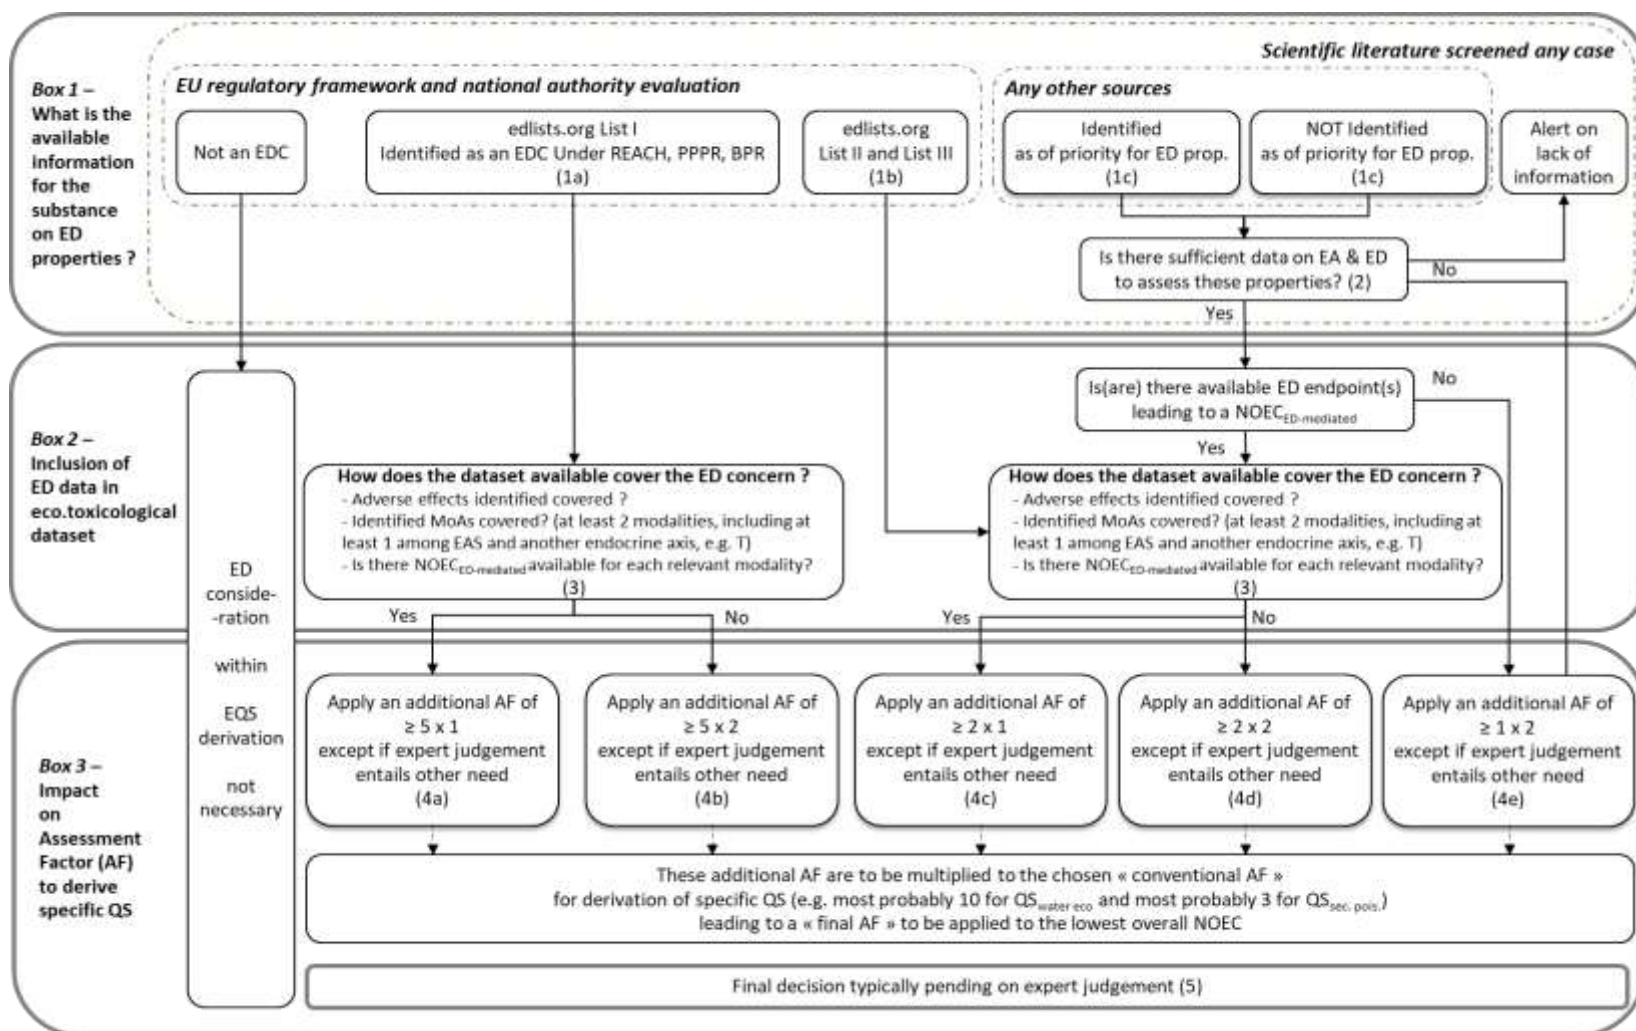 Scientific literature screened any case
Box 1 –
What is the
available
information
for the
substance
on ED
properties ?
EU regulatory framework and national authority evaluation
Any other sources
Not an EDC
edlists.org List I
Identified as an EDC Under REACH, PPPR, BPR
(1a)
edlists.org
List II and List III
(1b)
Identified
as of priority for ED prop.
(1c)
NOT Identified
as of priority for ED prop.
(1c)
Alert on
lack of
information
Is there sufficient data on EA & ED
to assess these properties? (2)
No
Yes
Box 2 –
Inclusion of
ED data in
eco.toxicological
dataset
Is(are) there available ED endpoint(s)
leading to a NOECED-mediated
No
Yes
How does the dataset available cover the ED concern ?
- Adverse effects identified covered ?
- Identified MoAs covered? (at least 2 modalities, including at
least 1 among EAS and another endocrine axis, e.g. T)
- Is there NOECED-mediated available for each relevant modality?
(3)
Yes
No
How does the dataset available cover the ED concern ?
- Adverse effects identified covered ?
- Identified MoAs covered? (at least 2 modalities, including at
least 1 among EAS and another endocrine axis, e.g. T)
- Is there NOECED-mediated available for each relevant modality?
(3)
Yes
No
ED
conside-
-ration
within
EQS
derivation
not
necessary
Box 3 –
Impact
on
Assessment
Factor (AF)
to derive
specific QS
Apply an additional AF of
≥ 5 x 1
except if expert judgement
entails other need
(4a)
Apply an additional AF of
≥ 5 x 2
except if expert judgement
entails other need
(4b)
Apply an additional AF of
≥ 2 x 1
except if expert judgement
entails other need
(4c)
Apply an additional AF of
≥ 2 x 2
except if expert judgement
entails other need
(4d)
Apply an additional AF of
≥ 1 x 2
except if expert judgement
entails other need
(4e)
These additional AF are to be multiplied to the chosen « conventional AF »
for derivation of specific QS (e.g. most probably 10 for QSwater eco and most probably 3 for QSsec. pois.)
leading to a « final AF » to be applied to the lowest overall NOEC
Final decision typically pending on expert judgement (5)